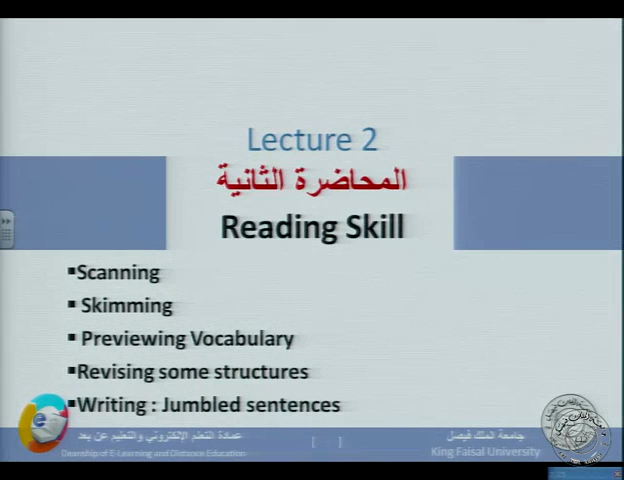 Lecture 2
المحاضرة الثانية
Reading Skill
▪Scanning
▪ Skimming
▪ Previewing Vocabulary
▪Revising some structures
▪Writing : Jumbled sentences
عمادة التعلم الإلكتروني والتعليم عن بعد
جامعة الملك فيصل
Deanship of E-Learning and Distance Education
[ ]
King Faisal University